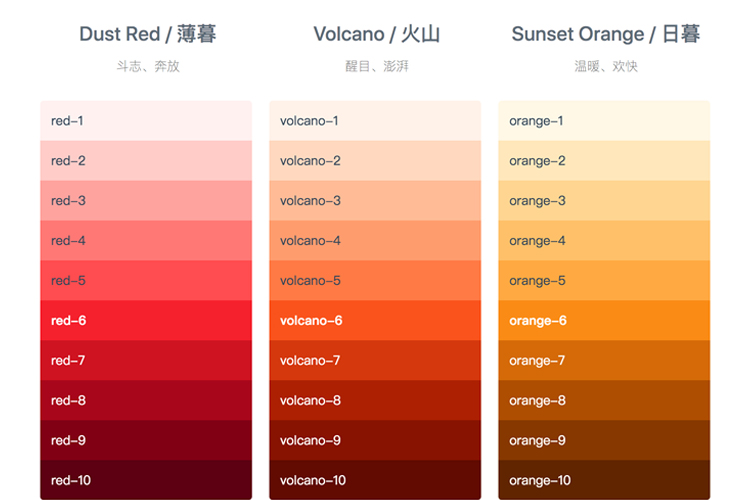 Dust Red / 薄暮
斗志、奔放
red-1
red-2
red-3
red-4
red-5
red-6
red-7
red-8
red-9
red-10
Volcano / 火山
醒目、澎湃
volcano-1
volcano-2
volcano-3
volcano-4
volcano-5
volcano-6
volcano-7
volcano-8
volcano-9
volcano-10
Sunset Orange / 日暮
温暖、欢快
orange-1
orange-2
orange-3
orange-4
orange-5
orange-6
orange-7
orange-8
orange-9
orange-10